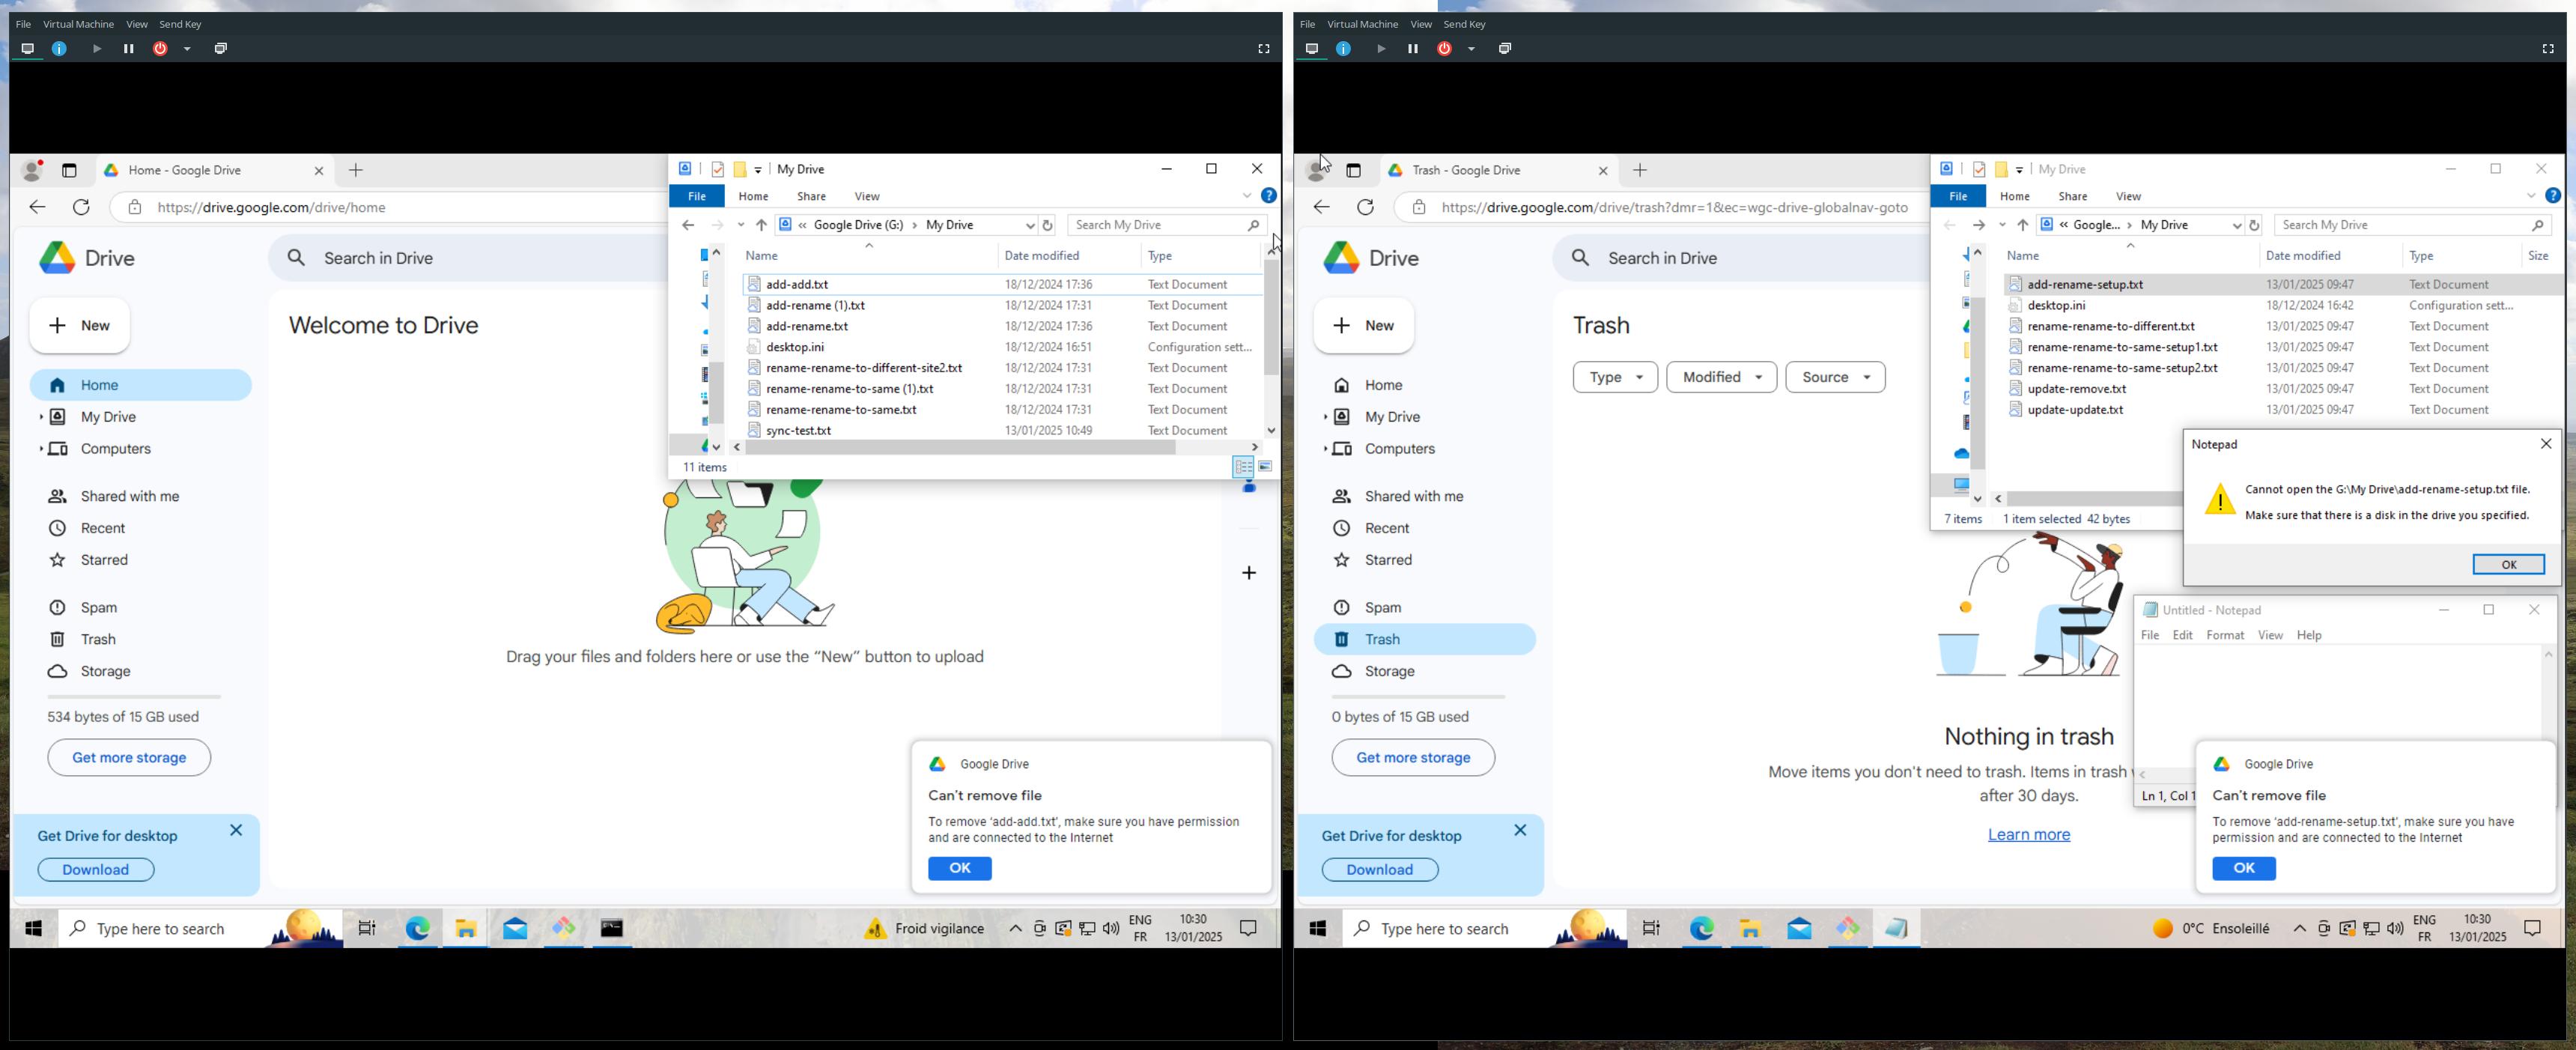 File Virtual Machine View Send Key
Home - Google Drive
https://drive.google.com/drive/home
Drive
Search in Drive
New
Welcome to Drive
Home
My Drive
Computers
Shared with me
Recent
Starred
Spam
Trash
Storage
534 bytes of 15 GB used
Get more storage
Get Drive for desktop
Download
Drag your files and folders here or use the “New” button to upload
My Drive
File Home Share View
« Google Drive (G:) › My Drive
Search My Drive
Name Date modified Type
add-add.txt 18/12/2024 17:36 Text Document
add-rename (1).txt 18/12/2024 17:31 Text Document
add-rename.txt 18/12/2024 17:36 Text Document
desktop.ini 18/12/2024 16:51 Configuration sett...
rename-rename-to-different-site2.txt 18/12/2024 17:31 Text Document
rename-rename-to-same (1).txt 18/12/2024 17:31 Text Document
rename-rename-to-same.txt 18/12/2024 17:31 Text Document
sync-test.txt 13/01/2025 10:49 Text Document
11 items
Google Drive
Can't remove file
To remove 'add-add.txt', make sure you have permission
and are connected to the Internet
OK
Type here to search
Froid vigilance
ENG
FR
10:30
13/01/2025
File Virtual Machine View Send Key
Trash - Google Drive
https://drive.google.com/drive/trash?dmr=1&ec=wgc-drive-globalnav-goto
Drive
Search in Drive
New
Trash
Type
Modified
Source
Home
My Drive
Computers
Shared with me
Recent
Starred
Spam
Trash
Storage
0 bytes of 15 GB used
Get more storage
Get Drive for desktop
Download
Nothing in trash
Move items you don't need to trash. Items in trash
after 30 days.
Learn more
My Drive
File Home Share View
« Google... › My Drive
Search My Drive
Name Date modified Type Size
add-rename-setup.txt 13/01/2025 09:47 Text Document
desktop.ini 18/12/2024 16:42 Configuration sett...
rename-rename-to-different.txt 13/01/2025 09:47 Text Document
rename-rename-to-same-setup1.txt 13/01/2025 09:47 Text Document
rename-rename-to-same-setup2.txt 13/01/2025 09:47 Text Document
update-remove.txt 13/01/2025 09:47 Text Document
update-update.txt 13/01/2025 09:47 Text Document
7 items 1 item selected 42 bytes
Notepad
Cannot open the G:\My Drive\add-rename-setup.txt file.
Make sure that there is a disk in the drive you specified.
OK
Untitled - Notepad
File Edit Format View Help
Ln 1, Col 1
Google Drive
Can't remove file
To remove 'add-rename-setup.txt', make sure you have
permission and are connected to the Internet
OK
Type here to search
0°C Ensoleillé
ENG
FR
10:30
13/01/2025